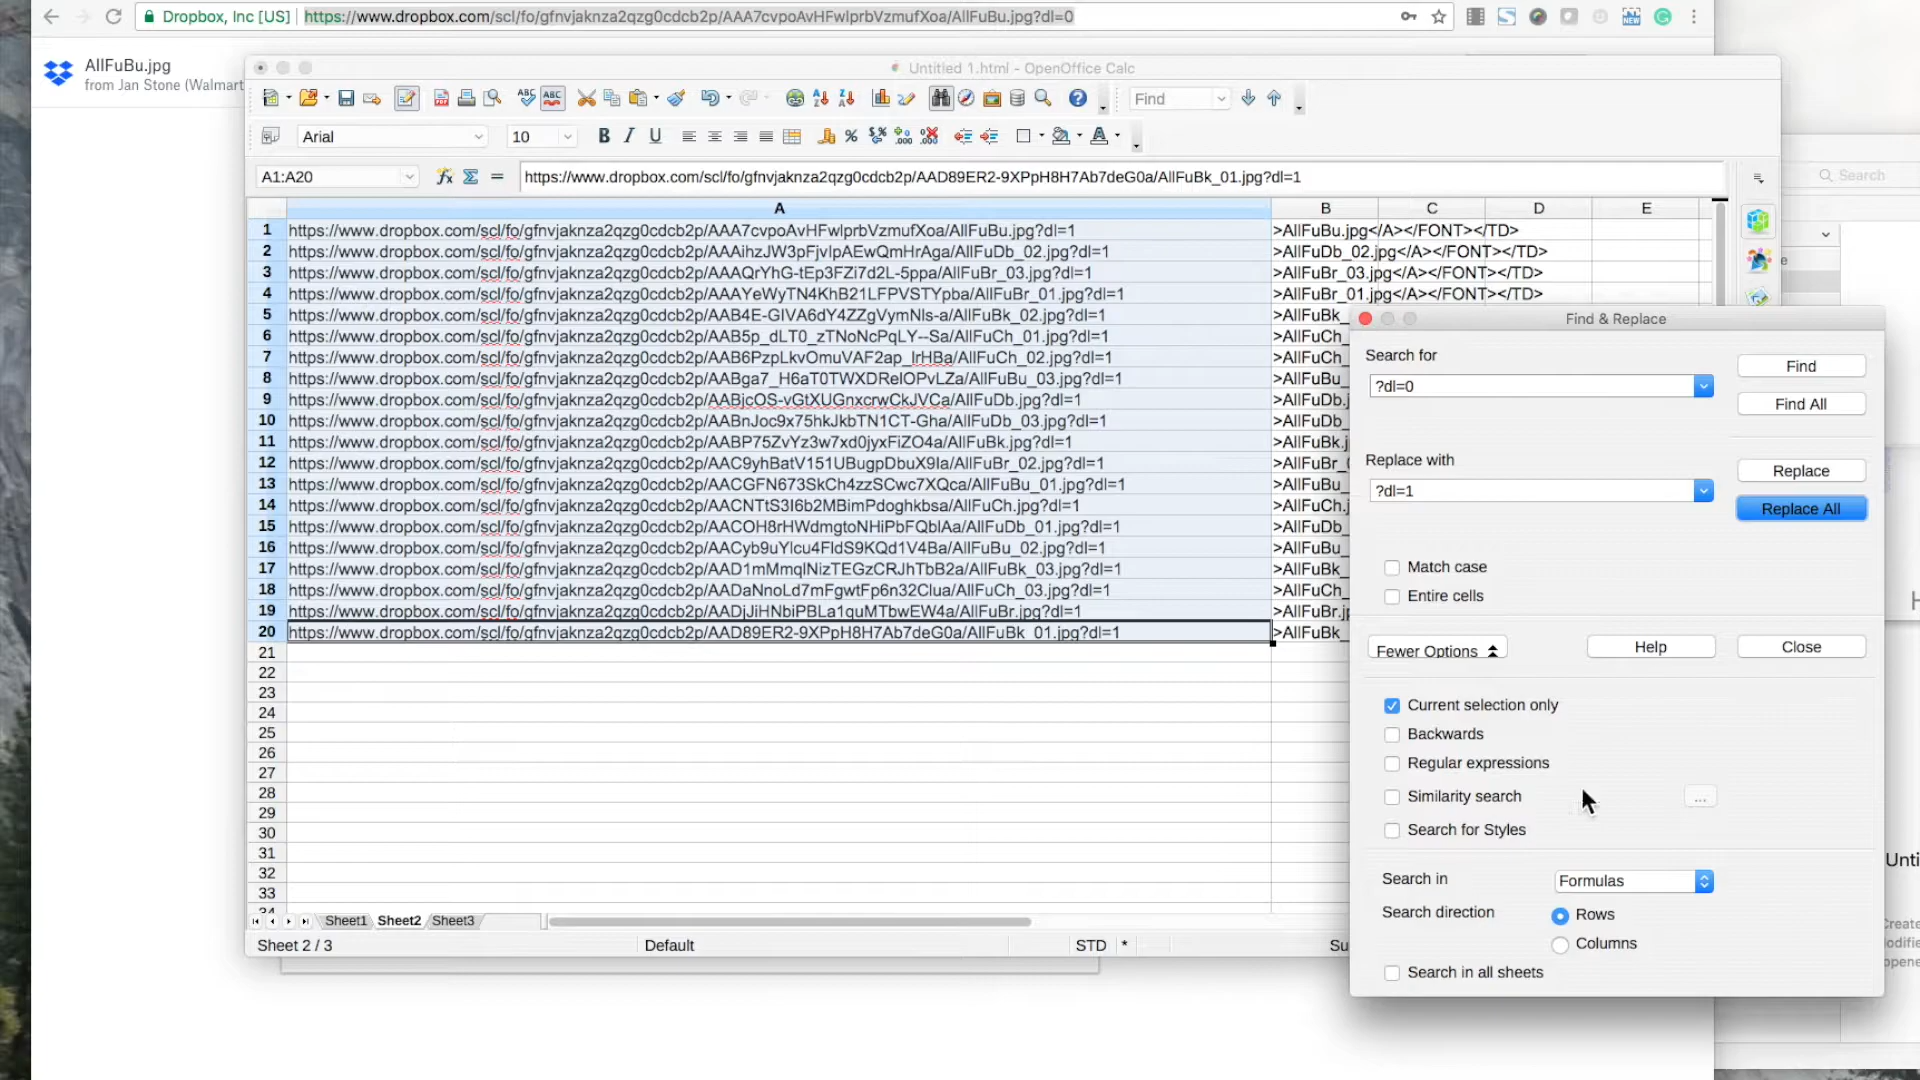 Dropbox, Inc [US] https://www.dropbox.com/scl/fo/gfnvjaknza2qzg0cdcb2p/AAA7cvpoAvHFwlprbVzmufXoa/AllFuBu.jpg?dl=0
NEW
AllFuBu.jpg
from Jan Stone (Walmart
Untitled 1.html - OpenOffice Calc
Find
Arial
10
A1:A20
https://www.dropbox.com/scl/fo/gfnvjaknza2qzg0cdcb2p/AAD89ER2-9XPpH8H7Ab7deG0a/AllFuBk_01.jpg?dl=1
Search
A B C D E
1 https://www.dropbox.com/scl/fo/gfnvjaknza2qzg0cdcb2p/AAA7cvpoAvHFwlprbVzmufXoa/AllFuBu.jpg?dl=1 >AllFuBu.jpg</A></FONT></TD>
2 https://www.dropbox.com/scl/fo/gfnvjaknza2qzg0cdcb2p/AAAihzJW3pFjvlpAEwQmHrAga/AllFuDb_02.jpg?dl=1 >AllFuDb_02.jpg</A></FONT></TD>
3 https://www.dropbox.com/scl/fo/gfnvjaknza2qzg0cdcb2p/AAAQrYhG-tEp3FZi7d2L-5ppa/AllFuBr_03.jpg?dl=1 >AllFuBr_03.jpg</A></FONT></TD>
4 https://www.dropbox.com/scl/fo/gfnvjaknza2qzg0cdcb2p/AAAYeWyTN4KhB21LFPVSTYpba/AllFuBr_01.jpg?dl=1 >AllFuBr_01.jpg</A></FONT></TD>
5 https://www.dropbox.com/scl/fo/gfnvjaknza2qzg0cdcb2p/AAB4E-GIVA6dY4ZZgVymNls-a/AllFuBk_02.jpg?dl=1 >AllFuBk_
6 https://www.dropbox.com/scl/fo/gfnvjaknza2qzg0cdcb2p/AAB5p_dLT0_zTNoNcPqLY--Sa/AllFuCh_01.jpg?dl=1 >AllFuCh_
7 https://www.dropbox.com/scl/fo/gfnvjaknza2qzg0cdcb2p/AAB6PzpLkvOmuVAF2ap_IrHBa/AllFuCh_02.jpg?dl=1 >AllFuCh_
8 https://www.dropbox.com/scl/fo/gfnvjaknza2qzg0cdcb2p/AABga7_H6aT0TWXDRelOPvLZa/AllFuBu_03.jpg?dl=1 >AllFuBu_
9 https://www.dropbox.com/scl/fo/gfnvjaknza2qzg0cdcb2p/AABjcOS-vGtXUGnxcrwCkJVCa/AllFuDb.jpg?dl=1 >AllFuDb.j
10 https://www.dropbox.com/scl/fo/gfnvjaknza2qzg0cdcb2p/AABnJoc9x75hkJkbTN1CT-Gha/AllFuDb_03.jpg?dl=1 >AllFuDb_
11 https://www.dropbox.com/scl/fo/gfnvjaknza2qzg0cdcb2p/AABP75ZvYz3w7xd0jyxFiZO4a/AllFuBk.jpg?dl=1 >AllFuBk.j
12 https://www.dropbox.com/scl/fo/gfnvjaknza2qzg0cdcb2p/AAC9yhBatV151UBugpDbuX9Ia/AllFuBr_02.jpg?dl=1 >AllFuBr_0
13 https://www.dropbox.com/scl/fo/gfnvjaknza2qzg0cdcb2p/AACGFN673SkCh4zzSCwc7XQca/AllFuBu_01.jpg?dl=1 >AllFuBu_
14 https://www.dropbox.com/scl/fo/gfnvjaknza2qzg0cdcb2p/AACNTtS3I6b2MBimPdoghkbsa/AllFuCh.jpg?dl=1 >AllFuCh.j
15 https://www.dropbox.com/scl/fo/gfnvjaknza2qzg0cdcb2p/AACOH8rHWdmgtoNHiPbFQblAa/AllFuDb_01.jpg?dl=1 >AllFuDb_
16 https://www.dropbox.com/scl/fo/gfnvjaknza2qzg0cdcb2p/AACyb9uYlcu4FldS9KQd1V4Ba/AllFuBu_02.jpg?dl=1 >AllFuBu_
17 https://www.dropbox.com/scl/fo/gfnvjaknza2qzg0cdcb2p/AAD1mMmqlNizTEGzCRJhTbB2a/AllFuBk_03.jpg?dl=1 >AllFuBk_
18 https://www.dropbox.com/scl/fo/gfnvjaknza2qzg0cdcb2p/AADaNnoLd7mFgwtFp6n32Clua/AllFuCh_03.jpg?dl=1 >AllFuCh_
19 https://www.dropbox.com/scl/fo/gfnvjaknza2qzg0cdcb2p/AADjJiHNbiPBLa1quMTbwEW4a/AllFuBr.jpg?dl=1 >AllFuBr.jp
20 https://www.dropbox.com/scl/fo/gfnvjaknza2qzg0cdcb2p/AAD89ER2-9XPpH8H7Ab7deG0a/AllFuBk_01.jpg?dl=1 >AllFuBk_
21
22
23
24
25
26
27
28
29
30
31
32
33
34
Sheet1 Sheet2 Sheet3
Sheet 2 / 3 Default STD * Su
Find & Replace
Search for
?dl=0
Find
Find All
Replace with
?dl=1
Replace
Replace All
Match case
Entire cells
Fewer Options
Help
Close
Current selection only
Backwards
Regular expressions
Similarity search
...
Search for Styles
Search in
Formulas
Search direction
Rows
Columns
Search in all sheets
Unti